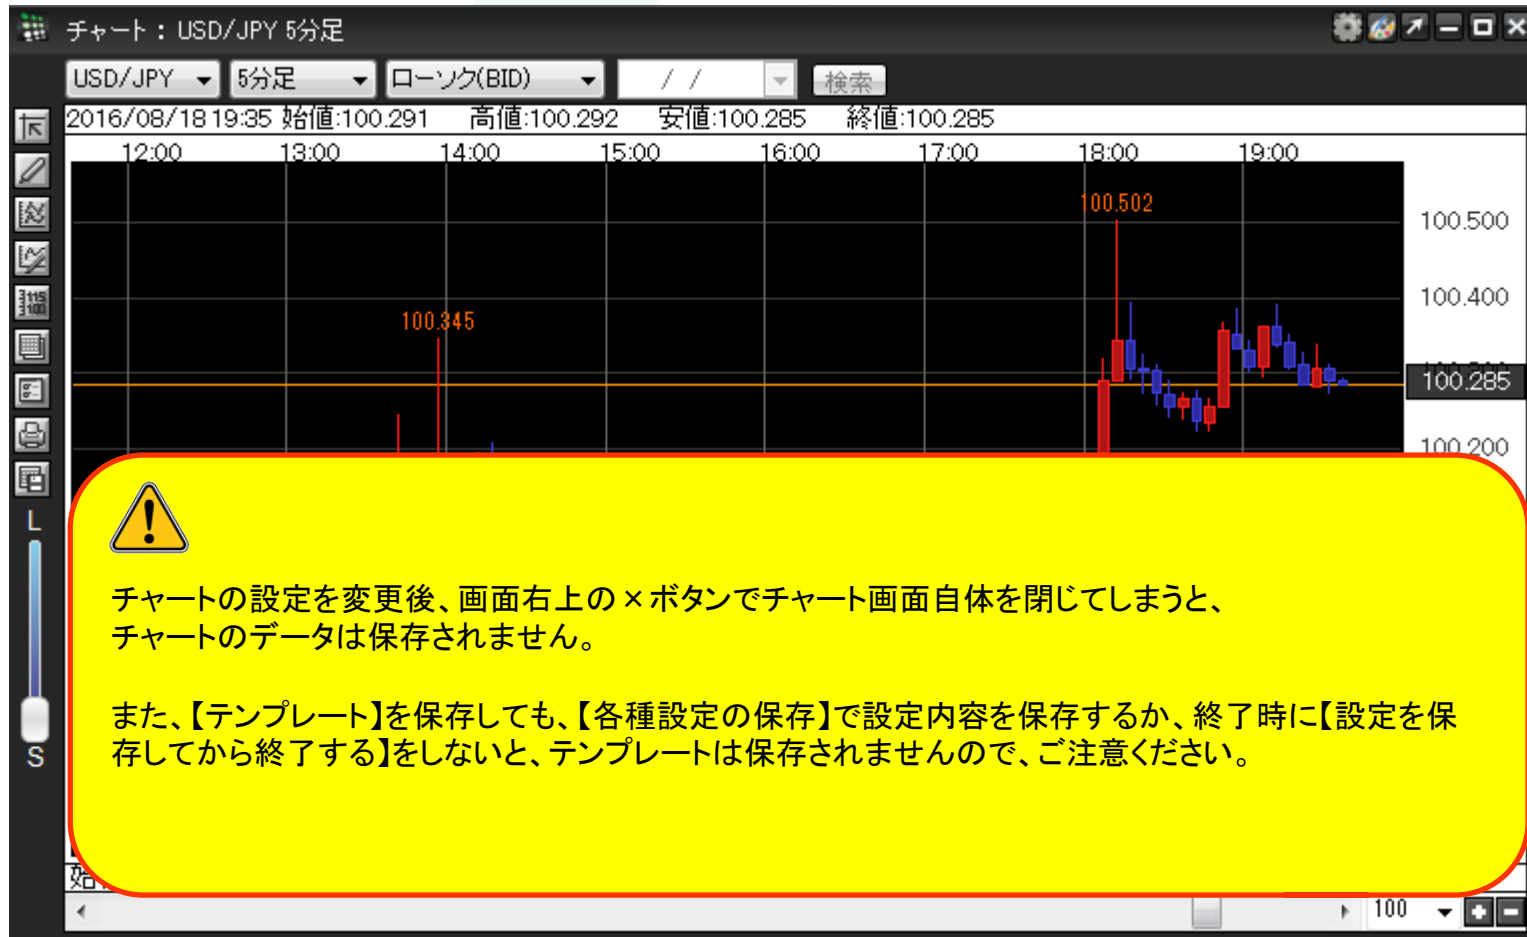 チャート：USD/JPY 5分足
USD/JPY 5分足 ローソク(BID) / / 検索
2016/08/18 19:35 始値:100.291 高値:100.292 安値:100.285 終値:100.285
12:00 13:00 14:00 15:00 16:00 17:00 18:00 19:00
100.502
100.500
100.400
100.345
100.285
100.200
115
100
L
チャートの設定を変更後、画面右上の×ボタンでチャート画面自体を閉じてしまうと、
チャートのデータは保存されません。
また、【テンプレート】を保存しても、【各種設定の保存】で設定内容を保存するか、終了時に【設定を保
存してから終了する】をしないと、テンプレートは保存されませんので、ご注意ください。
S
100